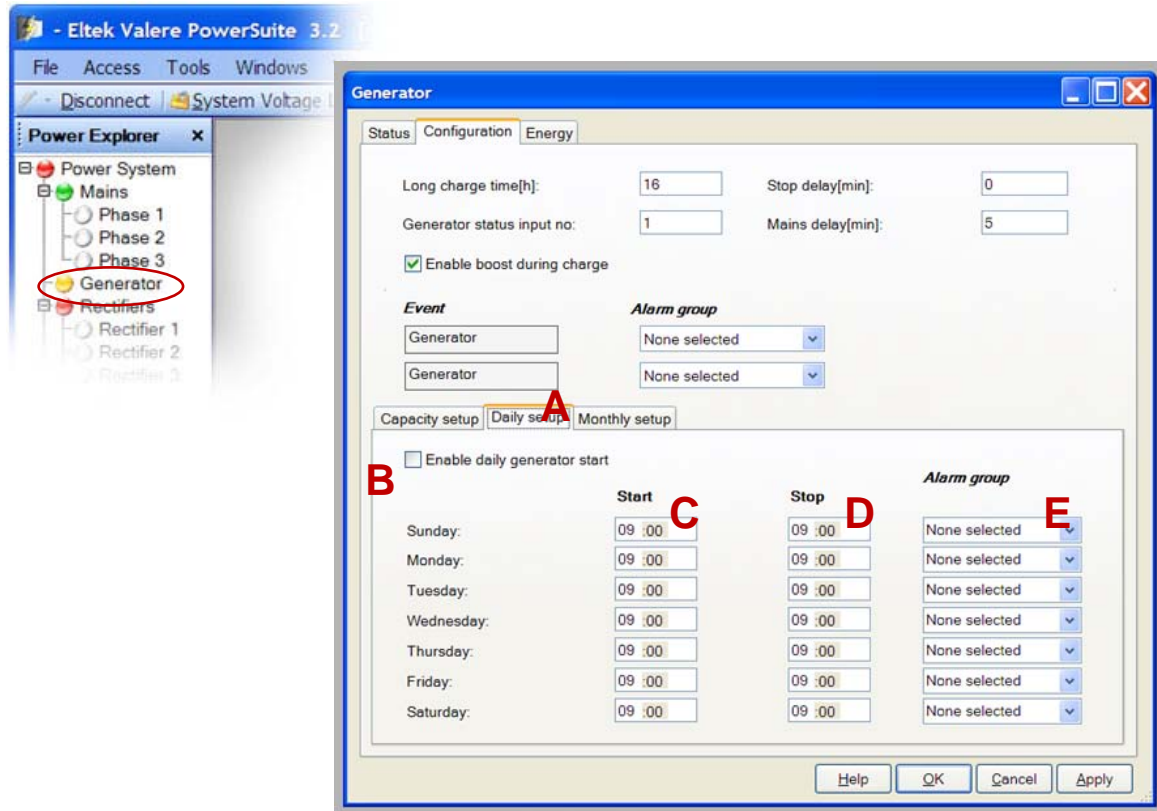 - Eltek Valere PowerSuite 3.2
File Access Tools Windows
Disconnect System Voltage
Power Explorer x
Power System
Mains
Phase 1
Phase 2
Phase 3
Generator
Rectifiers
Rectifier 1
Rectifier 2
Rectifier 3
Generator
Status Configuration Energy
Long charge time[h]: 16 Stop delay[min]: 0
Generator status input no: 1 Mains delay[min]: 5
Enable boost during charge
Event Alarm group
Generator None selected
Generator None selected
A
Capacity setup Daily setup Monthly setup
Enable daily generator start
B
Alarm group
Start Stop
C D E
Sunday: 09 :00 09 :00 None selected
Monday: 09 :00 09 :00 None selected
Tuesday: 09 :00 09 :00 None selected
Wednesday: 09 :00 09 :00 None selected
Thursday: 09 :00 09 :00 None selected
Friday: 09 :00 09 :00 None selected
Saturday: 09 :00 09 :00 None selected
Help OK Cancel Apply